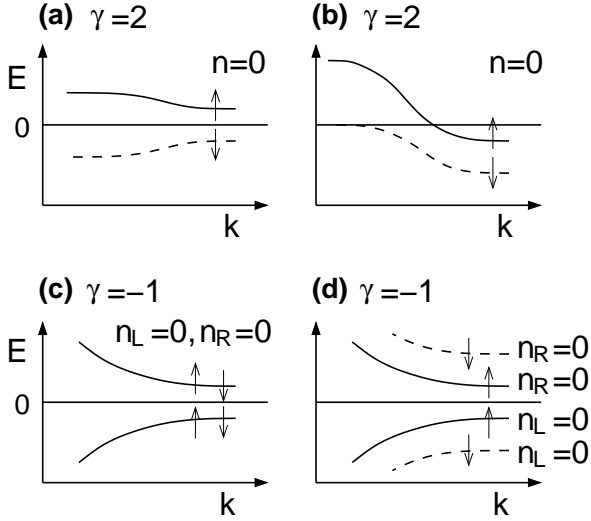 (a) γ=2
(b) γ=2
E
n=0
n=0
0
k
k
(c) γ=−1
(d) γ=−1
E
n_L=0, n_R=0
n_R=0
n_R=0
0
n_L=0
n_L=0
k
k